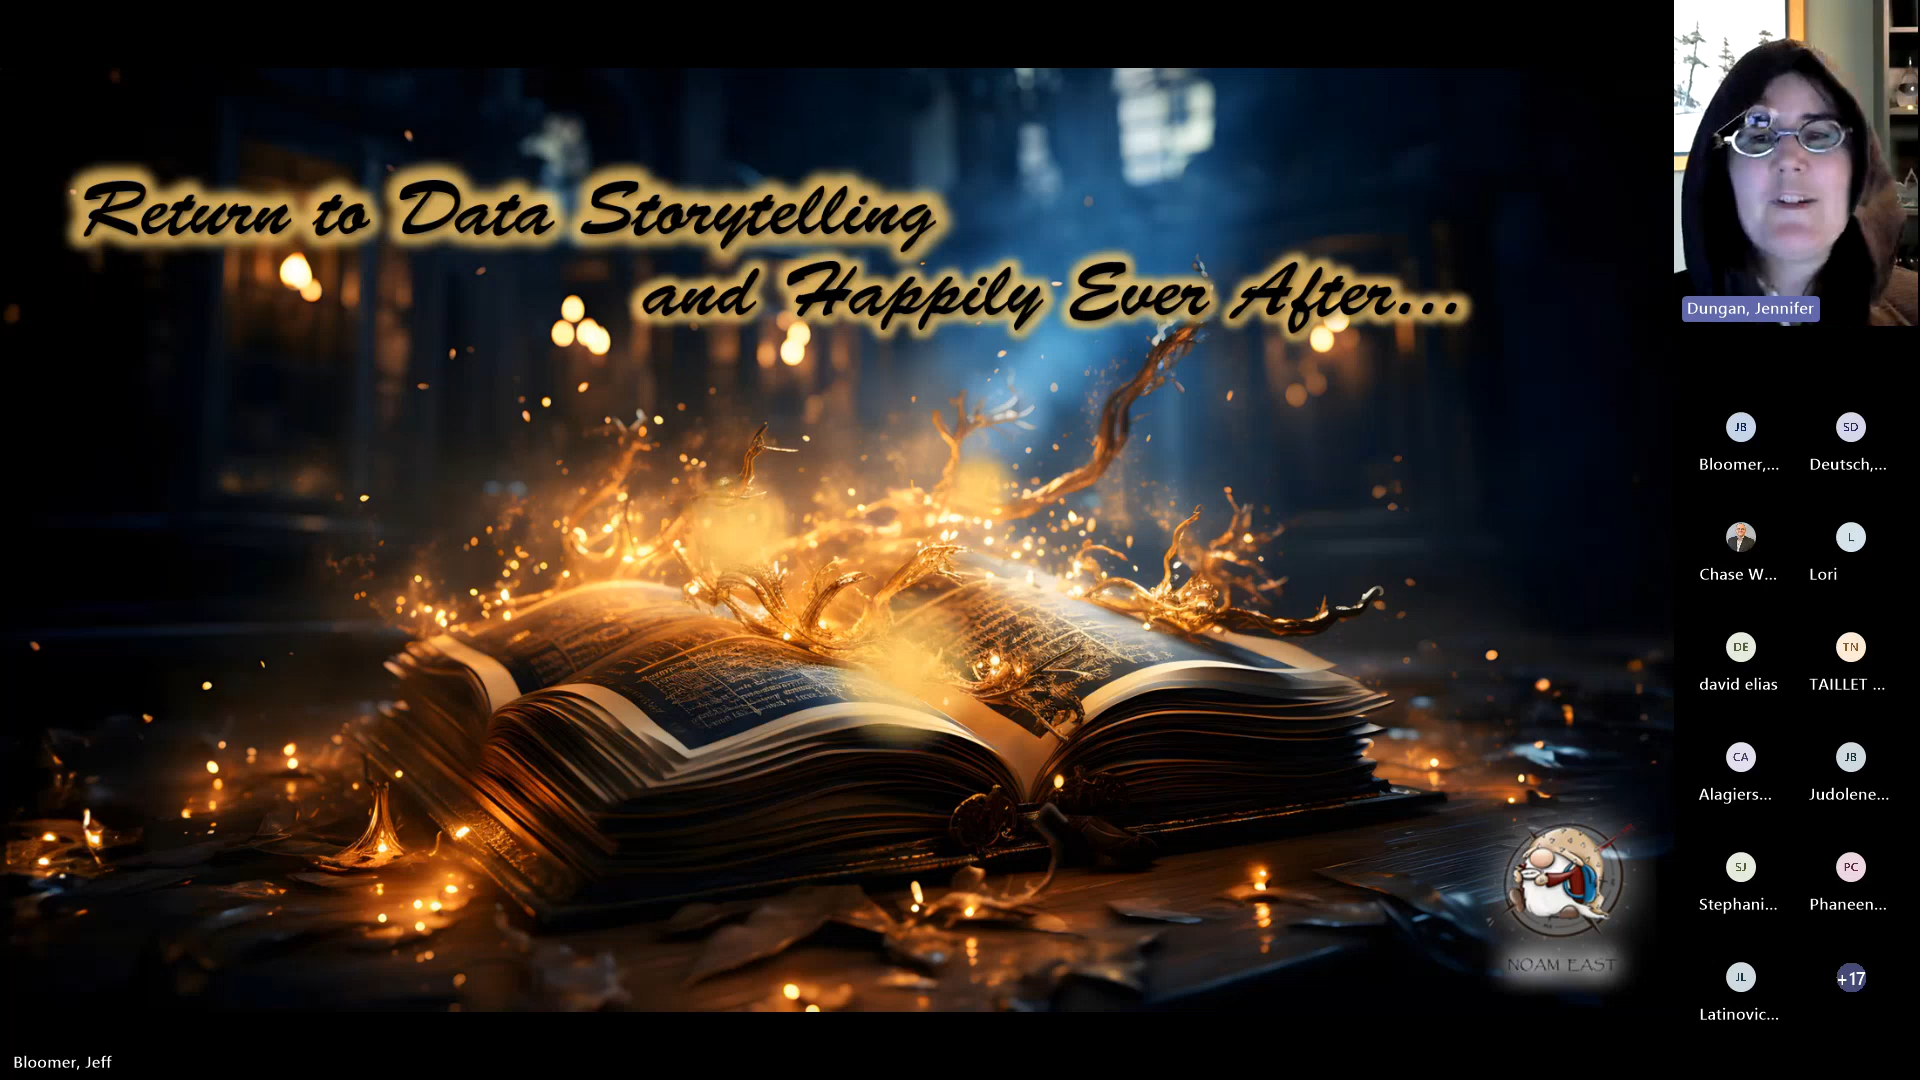 Return to Data Storytelling
and Happily Ever After...
Dungan, Jennifer
JB
SD
Bloomer,...
Deutsch,...
L
Chase W...
Lori
DE
TN
david elias
TAILLET ...
CA
JB
Alagiers...
Judolene...
SJ
PC
Stephani...
Phaneen...
JL
+17
Latinovic...
NOAM EAST
Bloomer, Jeff